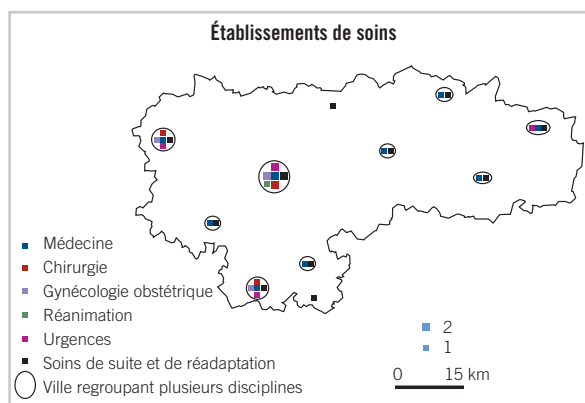 Établissements de soins
Médecine
Chirurgie
Gynécologie obstétrique
Réanimation
Urgences
Soins de suite et de réadaptation
Ville regroupant plusieurs disciplines
2
1
0 15 km